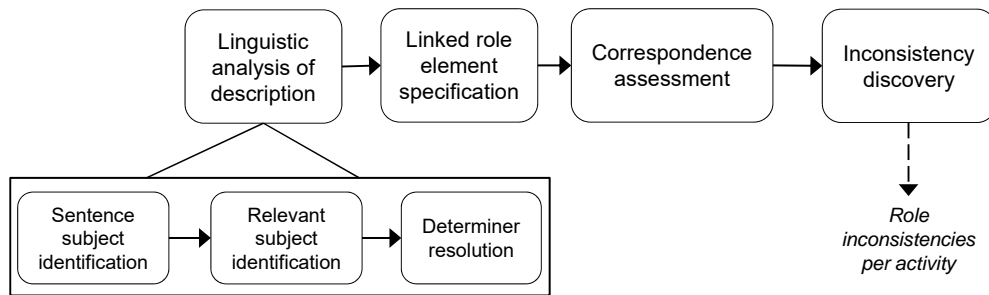 Linguistic
analysis of
description
Linked role
element
specification
Correspondence
assessment
Inconsistency
discovery
Sentence
subject
identification
Relevant
subject
identification
Determiner
resolution
Role
inconsistencies
per activity